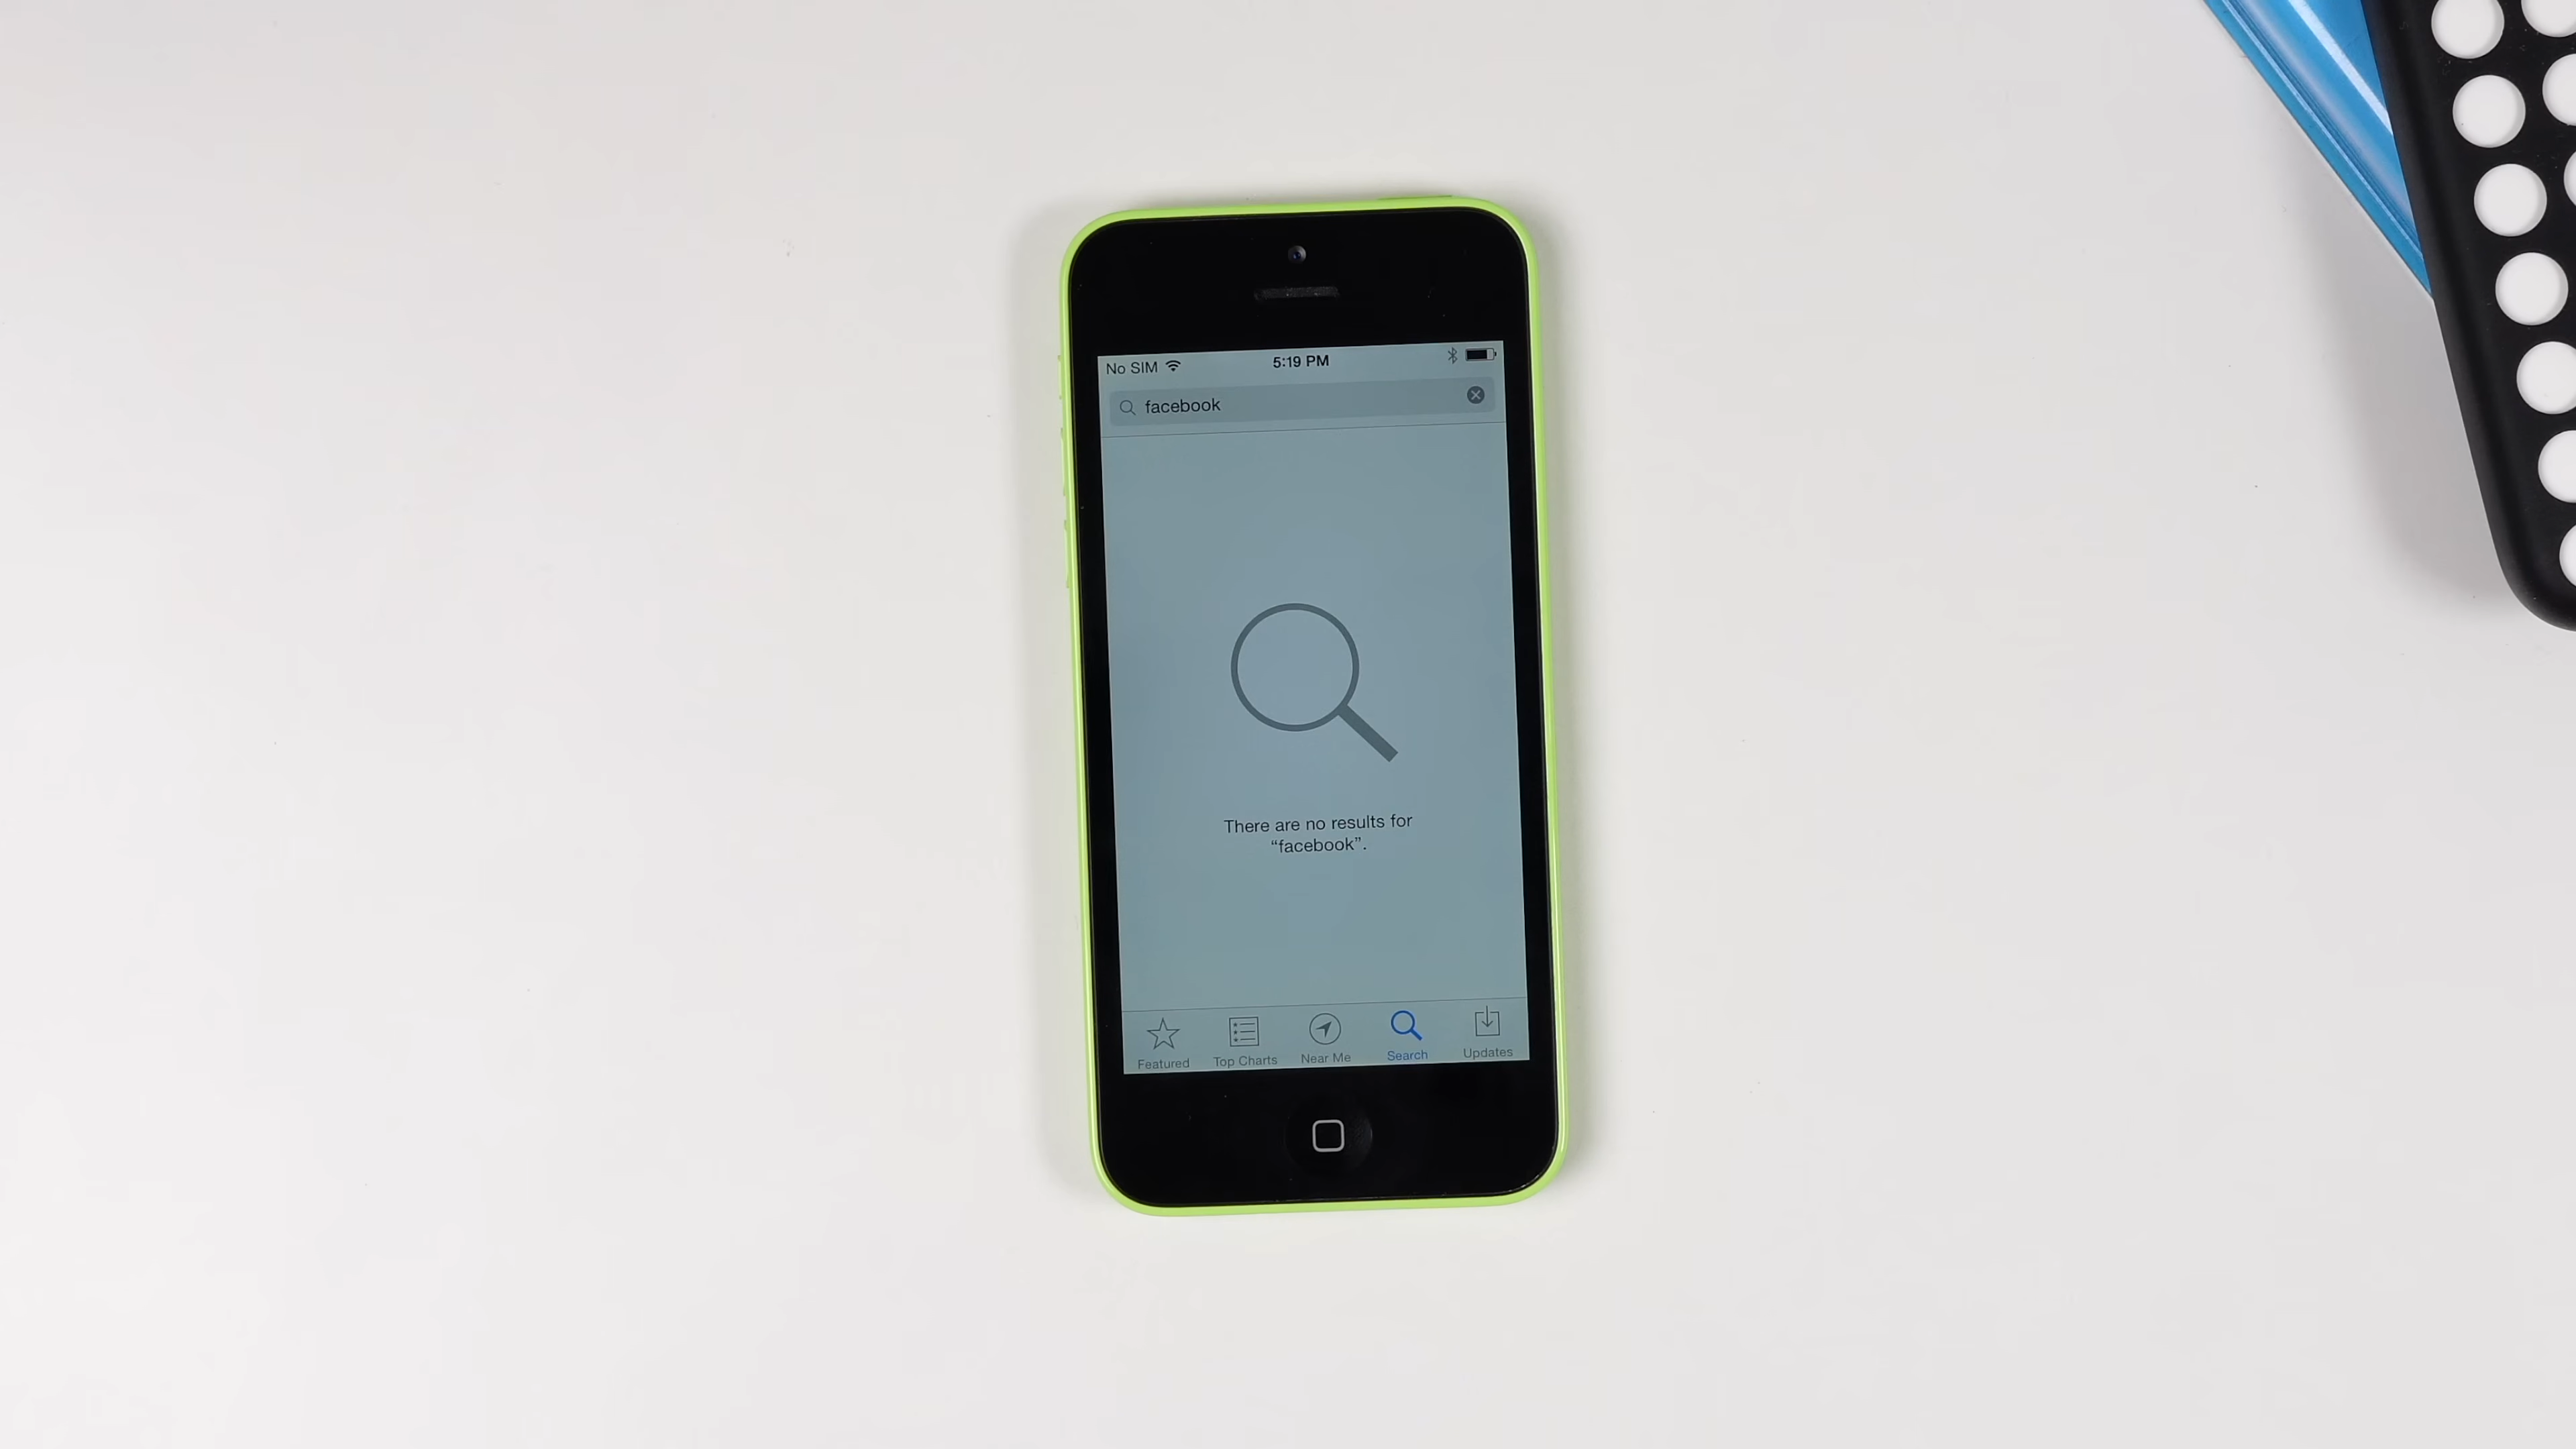 No SIM 5:19 PM
facebook
There are no results for
“facebook”.
Featured Top Charts Near Me Search Updates